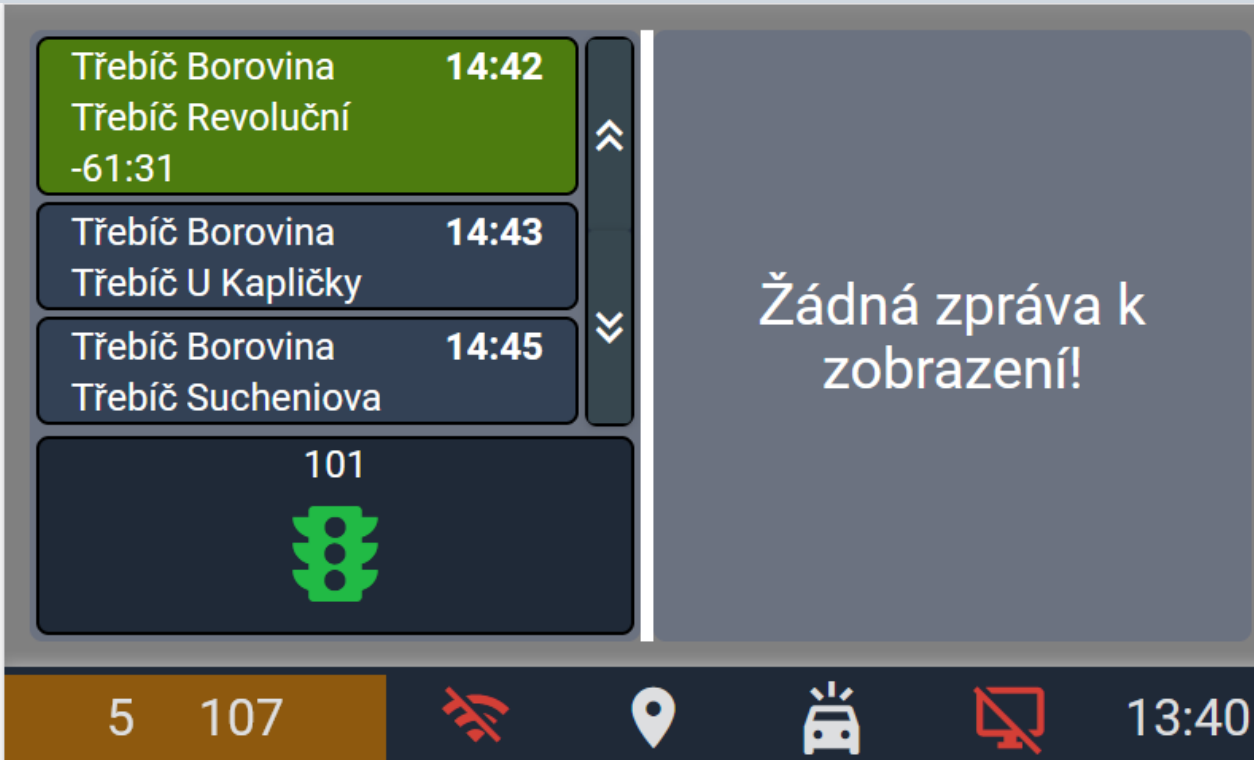 Třebíč Borovina 14:42
Třebíč Revoluční
-61:31
Třebíč Borovina 14:43
Třebíč U Kapličky
Třebíč Borovina 14:45
Třebíč Sucheniova
101
Žádná zpráva k
zobrazení!
5 107
13:40